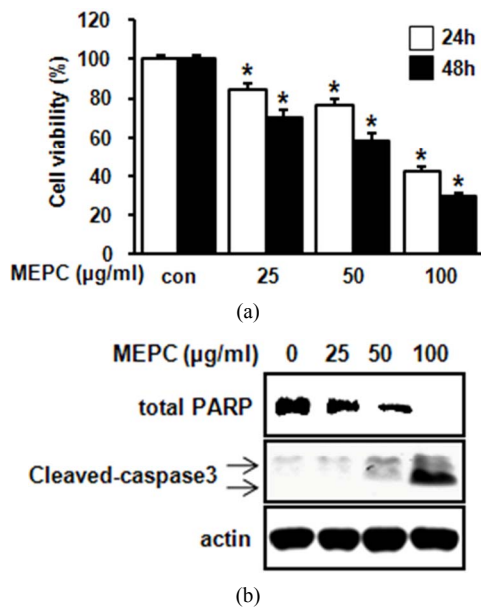 120
100
80
60
40
20
0
Cell viability (%)
24h
48h
* * * * * *
MEPC (µg/ml) con 25 50 100
(a)
MEPC (µg/ml) 0 25 50 100
total PARP
Cleaved-caspase3
actin
(b)